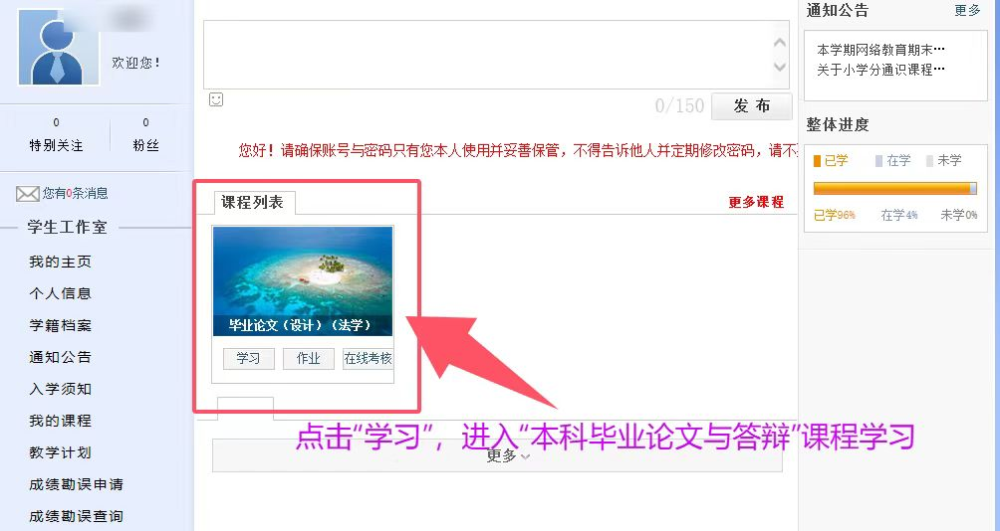 欢迎您!
0
特别关注
0
粉丝
您有0条消息
学生工作室
我的主页
个人信息
学籍档案
通知公告
入学须知
我的课程
教学计划
成绩勘误申请
成绩勘误查询
0/150
发 布
您好！请确保账号与密码只有您本人使用并妥善保管，不得告诉他人并定期修改密码，请不
课程列表
更多课程
毕业论文（设计）（法学）
学习
作业
在线考核
点击“学习”，进入“本科毕业论文与答辩”课程学习
更多
通知公告
更多
本学期网络教育期末…
关于小学分通识课程…
整体进度
已学
在学
未学
已学96%
在学4%
未学0%